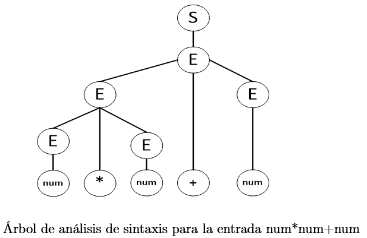 S
E
E E
E E
num * num + num
Árbol de análisis de sintaxis para la entrada num*num+num